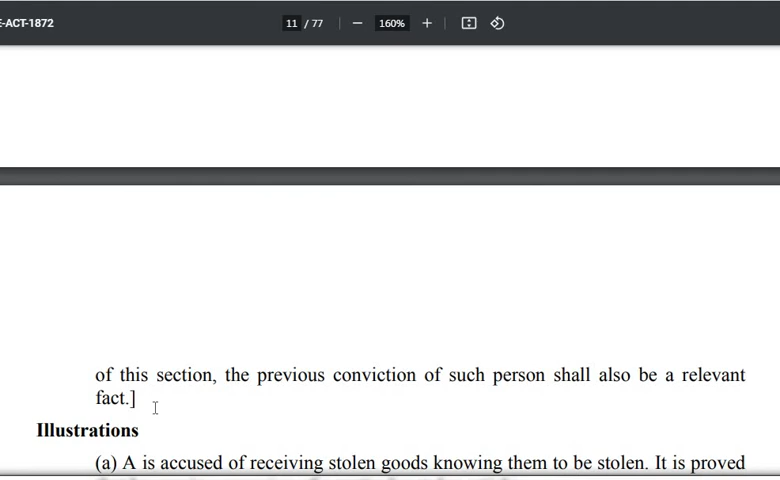 E-ACT-1872
11 / 77 160%
of this section, the previous conviction of such person shall also be a relevant
fact.]
Illustrations
(a) A is accused of receiving stolen goods knowing them to be stolen. It is proved